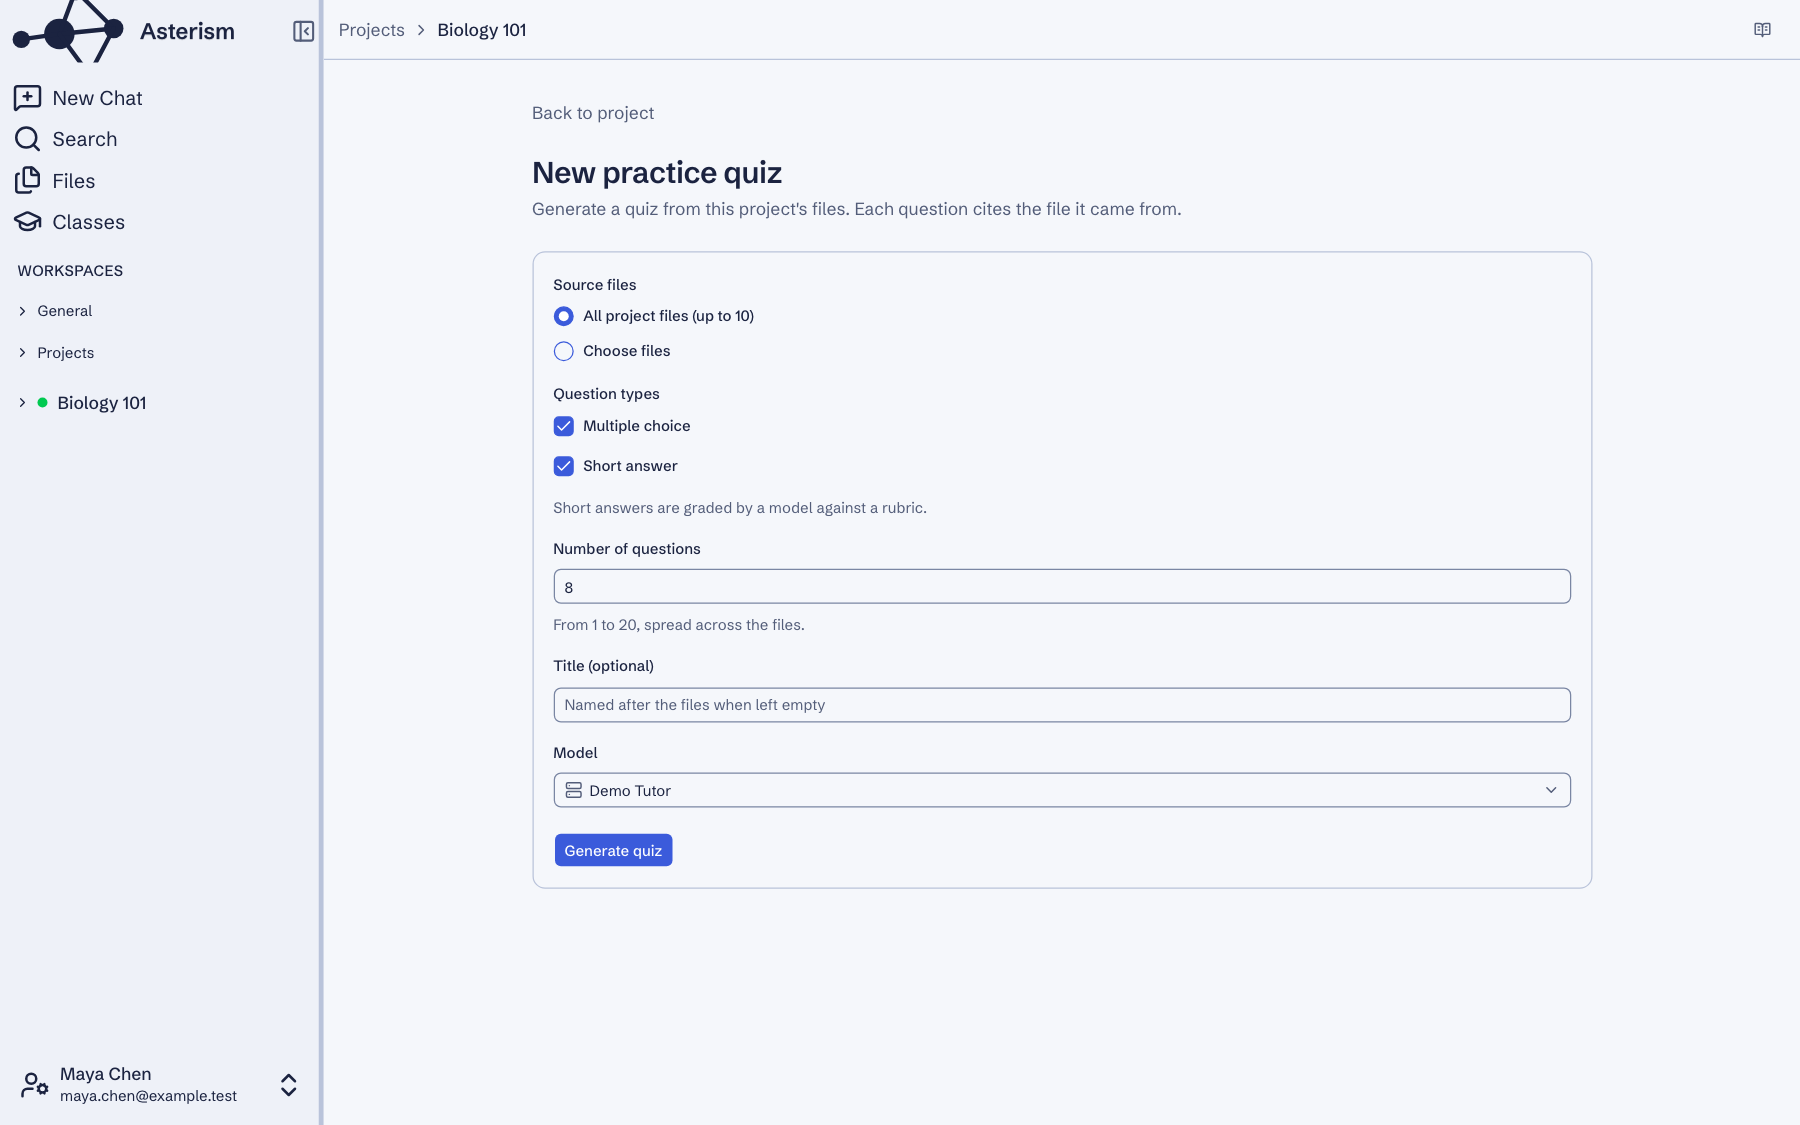 Asterism
New Chat
Search
Files
Classes
WORKSPACES
General
Projects
Biology 101
Maya Chen
maya.chen@example.test
Projects > Biology 101
Back to project
New practice quiz
Generate a quiz from this project's files. Each question cites the file it came from.
Source files
All project files (up to 10)
Choose files
Question types
Multiple choice
Short answer
Short answers are graded by a model against a rubric.
Number of questions
8
From 1 to 20, spread across the files.
Title (optional)
Named after the files when left empty
Model
Demo Tutor
Generate quiz